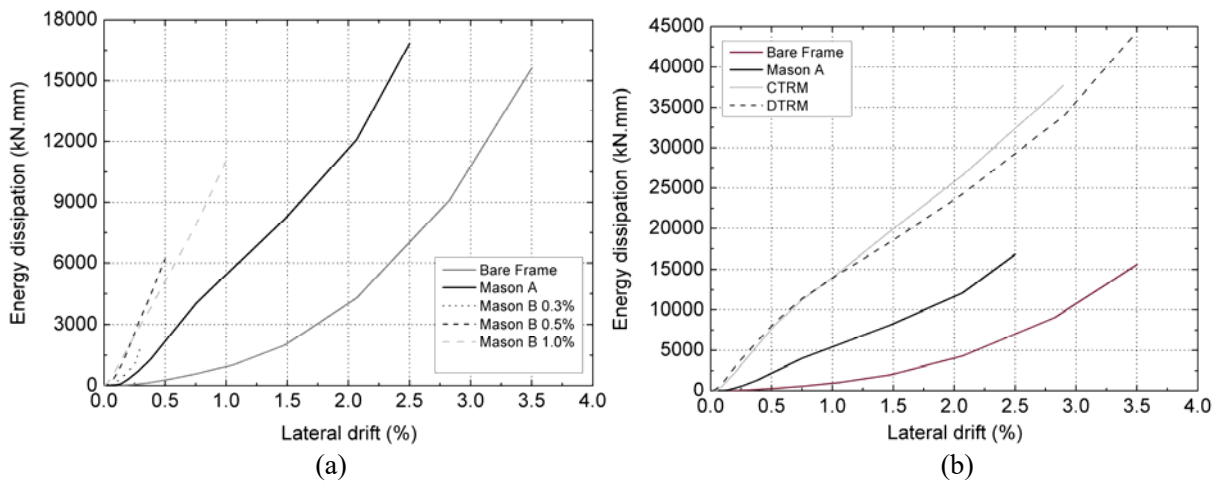 18000
15000
12000
9000
6000
3000
0
Energy dissipation (kN.mm)
Bare Frame
Mason A
Mason B 0.3%
Mason B 0.5%
Mason B 1.0%
0.0 0.5 1.0 1.5 2.0 2.5 3.0 3.5 4.0
Lateral drift (%)
(a)
45000
40000
35000
30000
25000
20000
15000
10000
5000
0
Energy dissipation (kN.mm)
Bare Frame
Mason A
CTRM
DTRM
0.0 0.5 1.0 1.5 2.0 2.5 3.0 3.5 4.0
Lateral drift (%)
(b)